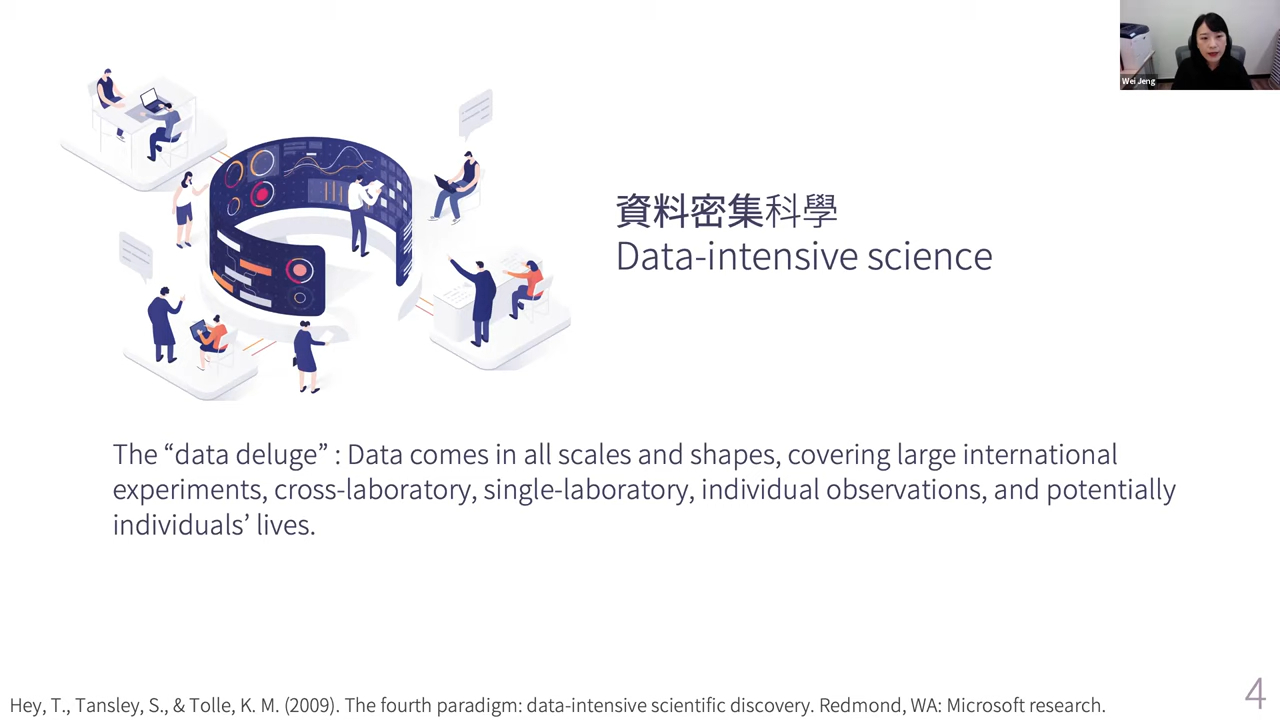 Wei Jeng
資料密集科學
Data-intensive science
The “data deluge” : Data comes in all scales and shapes, covering large international
experiments, cross-laboratory, single-laboratory, individual observations, and potentially
individuals’ lives.
Hey, T., Tansley, S., & Tolle, K. M. (2009). The fourth paradigm: data-intensive scientific discovery. Redmond, WA: Microsoft research.
4